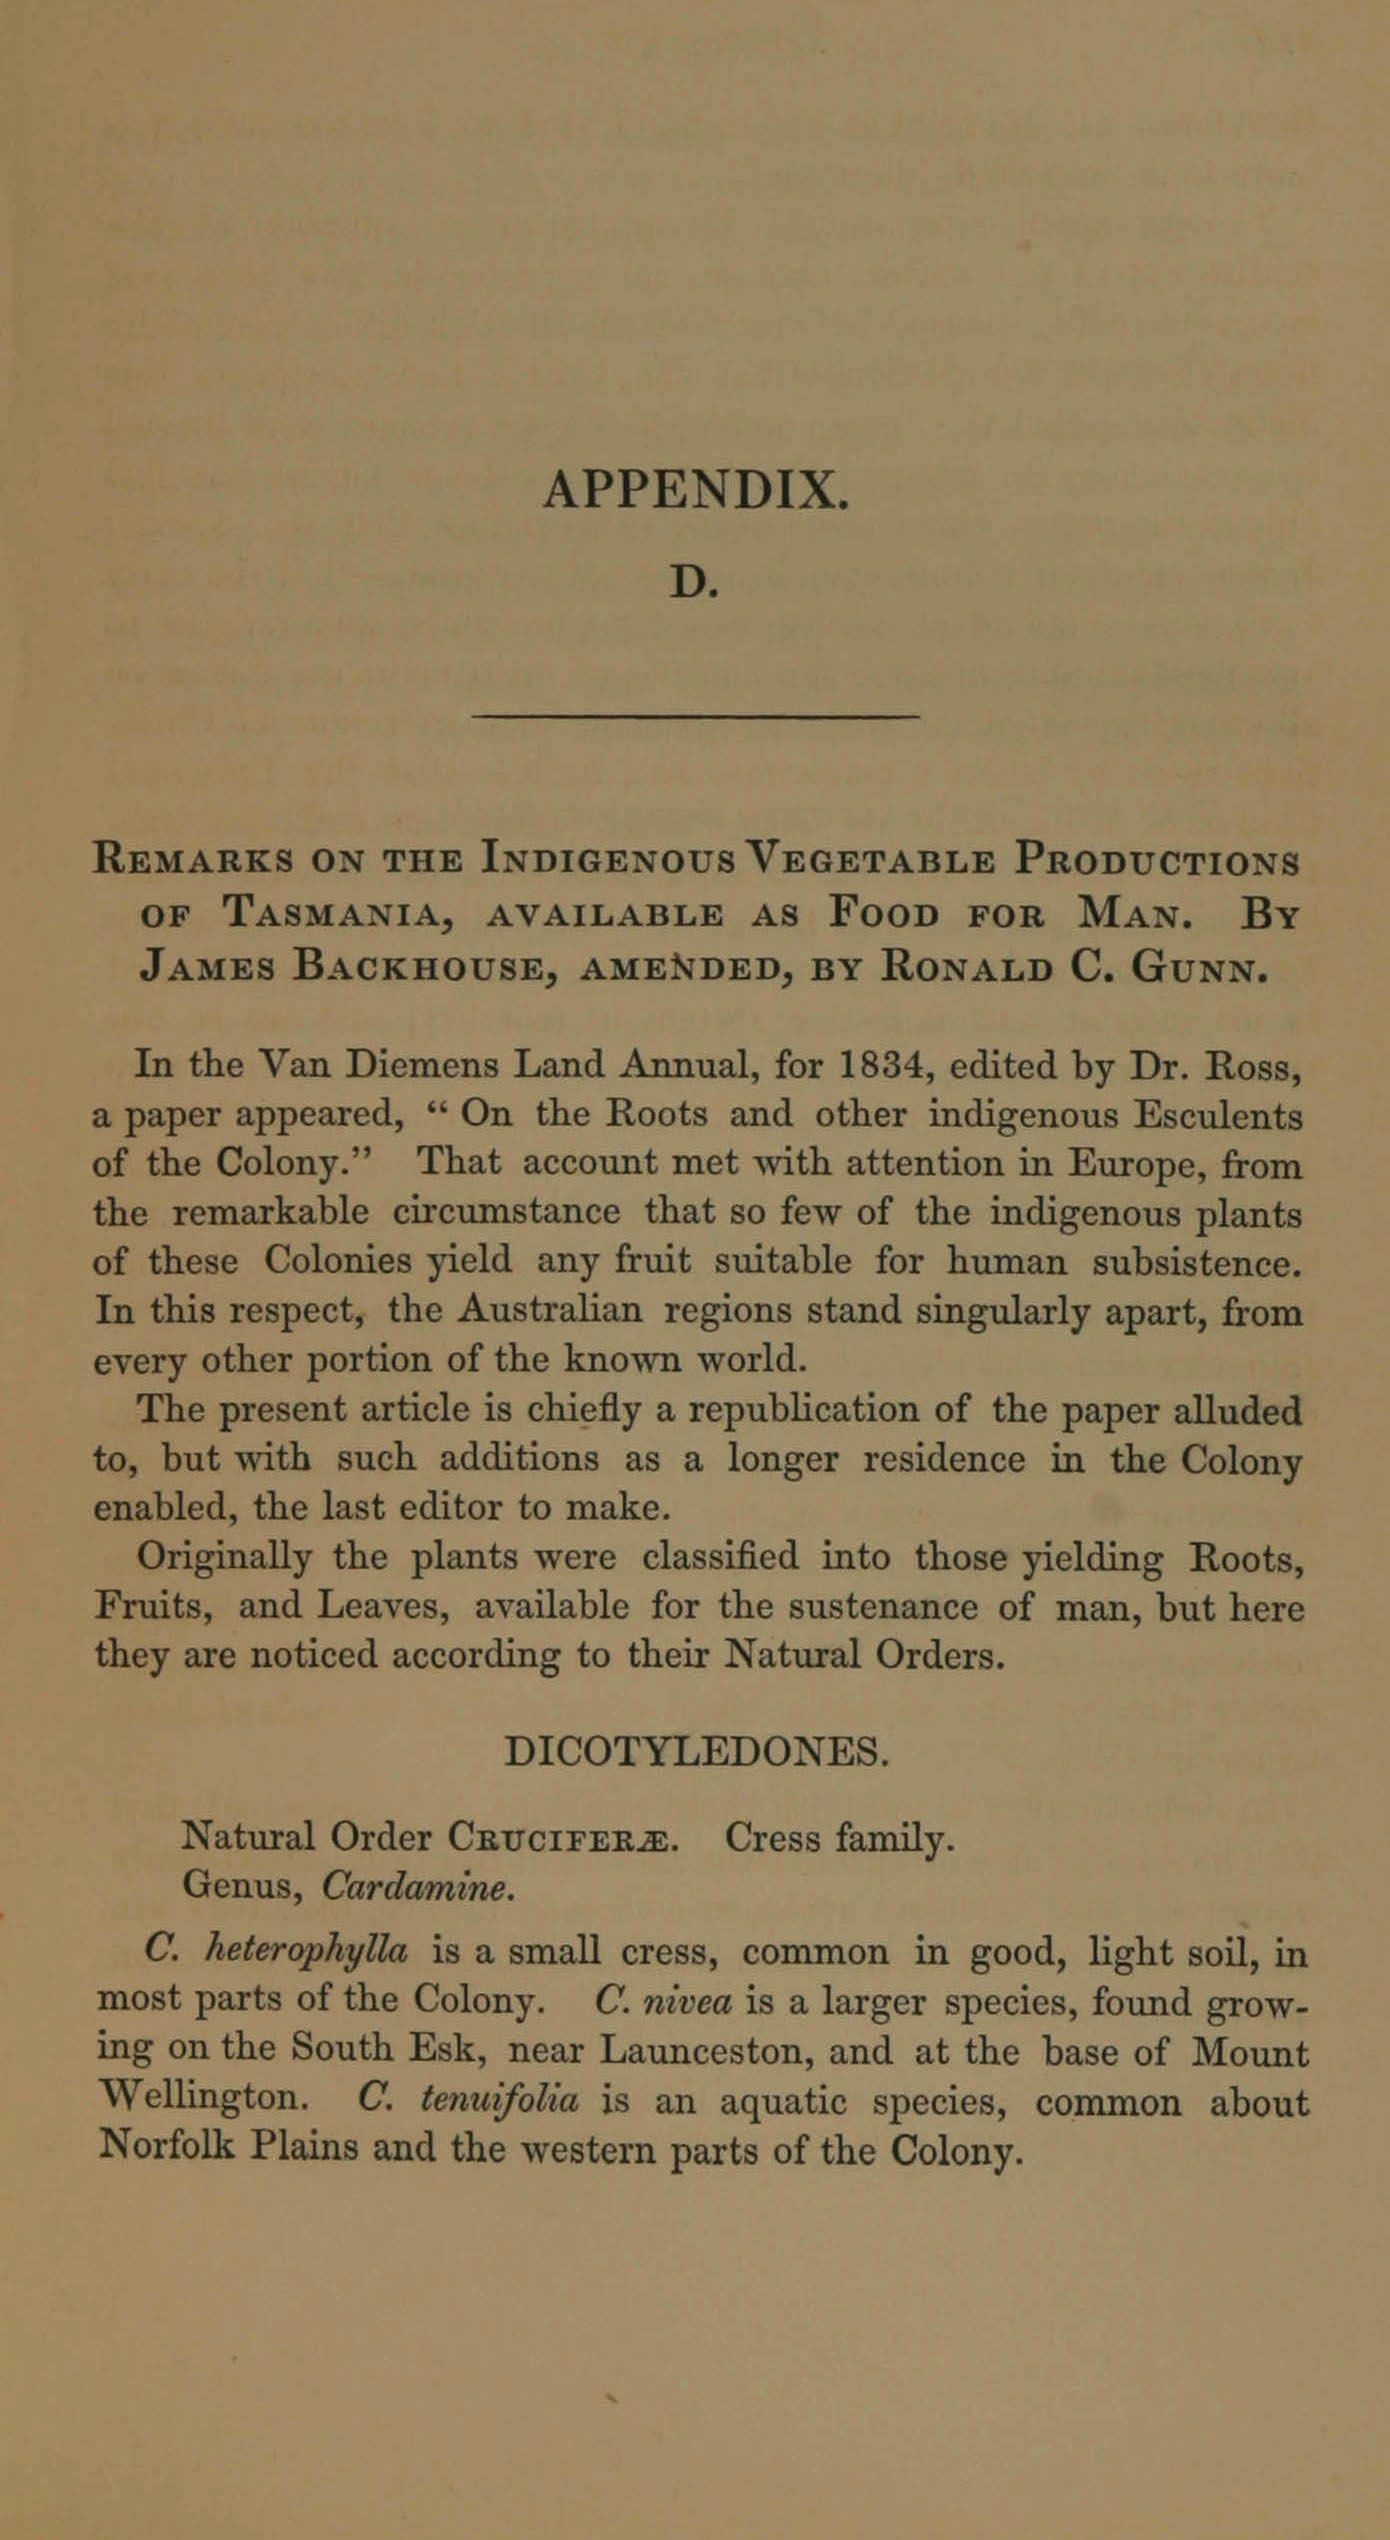 APPENDIX.
D.
REMARKS ON THE INDIGENOUS VEGETABLE PRODUCTIONS
OF TASMANIA, AVAILABLE AS FOOD FOR MAN. BY
JAMES BACKHOUSE, AMENDED, BY RONALD C. GUNN.
In the Van Diemens Land Annual, for 1834, edited by Dr. Ross,
a paper appeared, “ On the Roots and other indigenous Esculents
of the Colony.” That account met with attention in Europe, from
the remarkable circumstance that so few of the indigenous plants
of these Colonies yield any fruit suitable for human subsistence.
In this respect, the Australian regions stand singularly apart, from
every other portion of the known world.
The present article is chiefly a republication of the paper alluded
to, but with such additions as a longer residence in the Colony
enabled, the last editor to make.
Originally the plants were classified into those yielding Roots,
Fruits, and Leaves, available for the sustenance of man, but here
they are noticed according to their Natural Orders.
DICOTYLEDONES.
Natural Order CRUCIFERÆ. Cress family.
Genus, Cardamine.
C. heterophylla is a small cress, common in good, light soil, in
most parts of the Colony. C. nivea is a larger species, found grow-
ing on the South Esk, near Launceston, and at the base of Mount
Wellington. C. tenuifolia is an aquatic species, common about
Norfolk Plains and the western parts of the Colony.